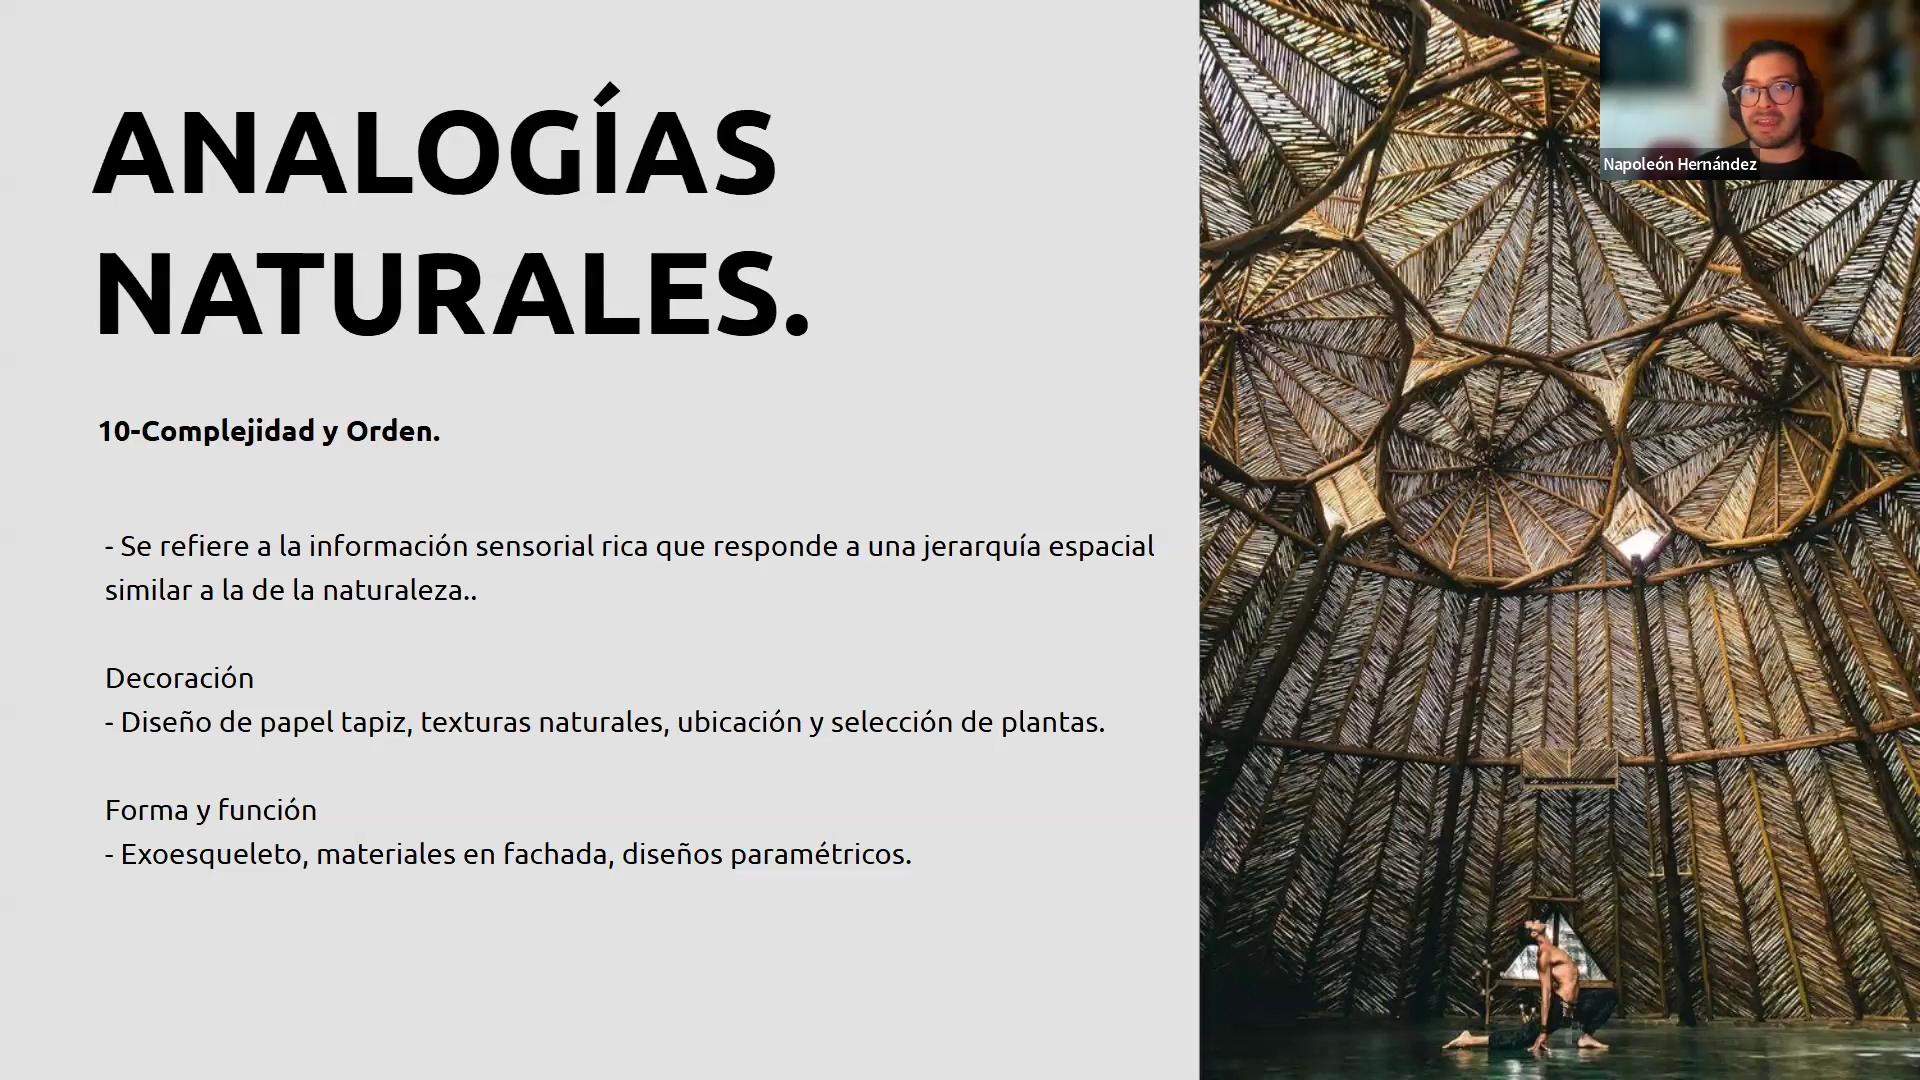 ANALOGÍAS
NATURALES.
Napoleón Hernández
10-Complejidad y Orden.
- Se refiere a la información sensorial rica que responde a una jerarquía espacial
similar a la de la naturaleza..
Decoración
- Diseño de papel tapiz, texturas naturales, ubicación y selección de plantas.
Forma y función
- Exoesqueleto, materiales en fachada, diseños paramétricos.